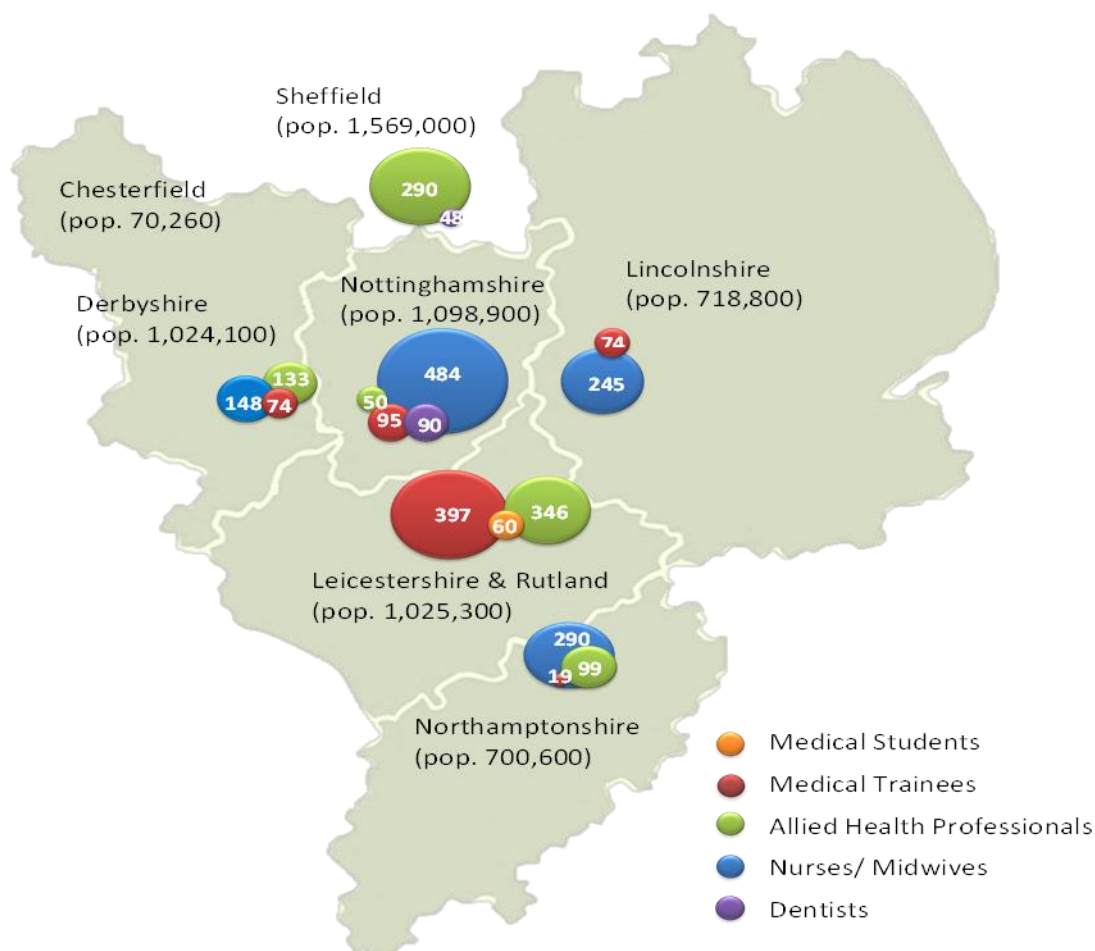 Sheffield
(pop. 1,569,000)
290
48
Chesterfield
(pop. 70,260)
Derbyshire
(pop. 1,024,100)
133
148
74
Nottinghamshire
(pop. 1,098,900)
484
50
95
90
Lincolnshire
(pop. 718,800)
74
245
397
60
346
Leicestershire & Rutland
(pop. 1,025,300)
290
19
99
Northamptonshire
(pop. 700,600)
Medical Students
Medical Trainees
Allied Health Professionals
Nurses/ Midwives
Dentists